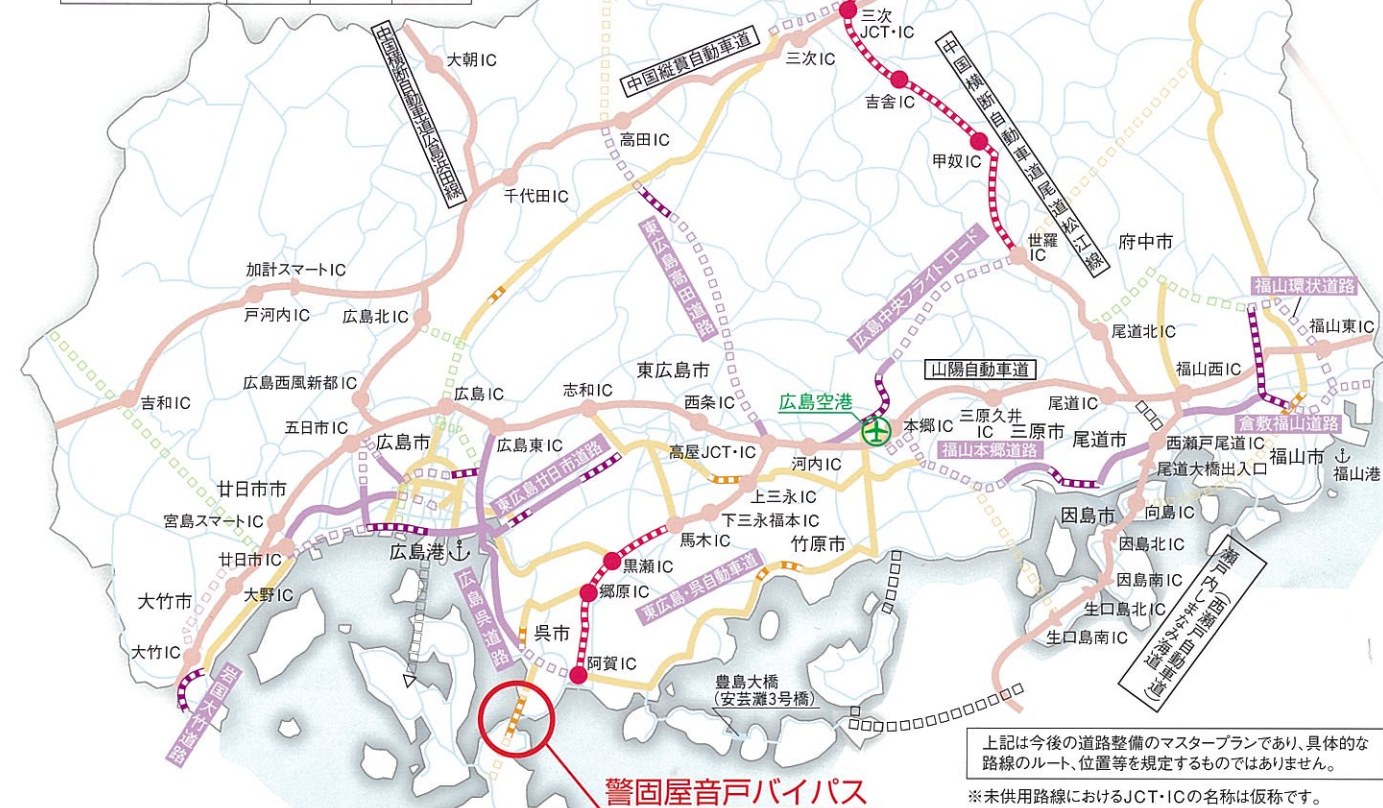 三次
JCT・IC
三次IC
大朝IC
中国縦貫自動車道
中国横断自動車道広島浜田線
中国横断自動車道尾道松江線
吉舎IC
高田IC
甲奴IC
千代田IC
世羅
IC
府中市
東広島高田道路
広島中央フライトロード
加計スマートIC
戸河内IC
広島北IC
福山環状道路
福山東IC
尾道北IC
山陽自動車道
福山西IC
広島西風新都IC
東広島市
吉和IC
広島IC
志和IC
西条IC
広島空港
尾道IC
三原久井
IC
三原市
本郷IC
尾道市
倉敷福山道路
五日市IC
広島市
広島東IC
高屋JCT・IC
河内IC
福山本郷道路
西瀬戸尾道IC
福山市
尾道大橋出入口
福山港
東広島廿日市道路
廿日市市
上三永IC
宮島スマートIC
下三永福本IC
因島市
向島IC
廿日市IC
広島港
馬木IC
竹原市
因島北IC
黒瀬IC
因島南IC
大竹市
大野IC
郷原IC
東広島・呉自動車道
生口島北IC
広島呉道路
呉市
生口島南IC
瀬戸内しまなみ海道
(西瀬戸自動車道)
大竹IC
阿賀IC
岩国大竹道路
豊島大橋
(安芸灘3号橋)
上記は今後の道路整備のマスタープランであり、具体的な
路線のルート、位置等を規定するものではありません。
警固屋音戸バイパス
※未供用路線におけるJCT・ICの名称は仮称です。